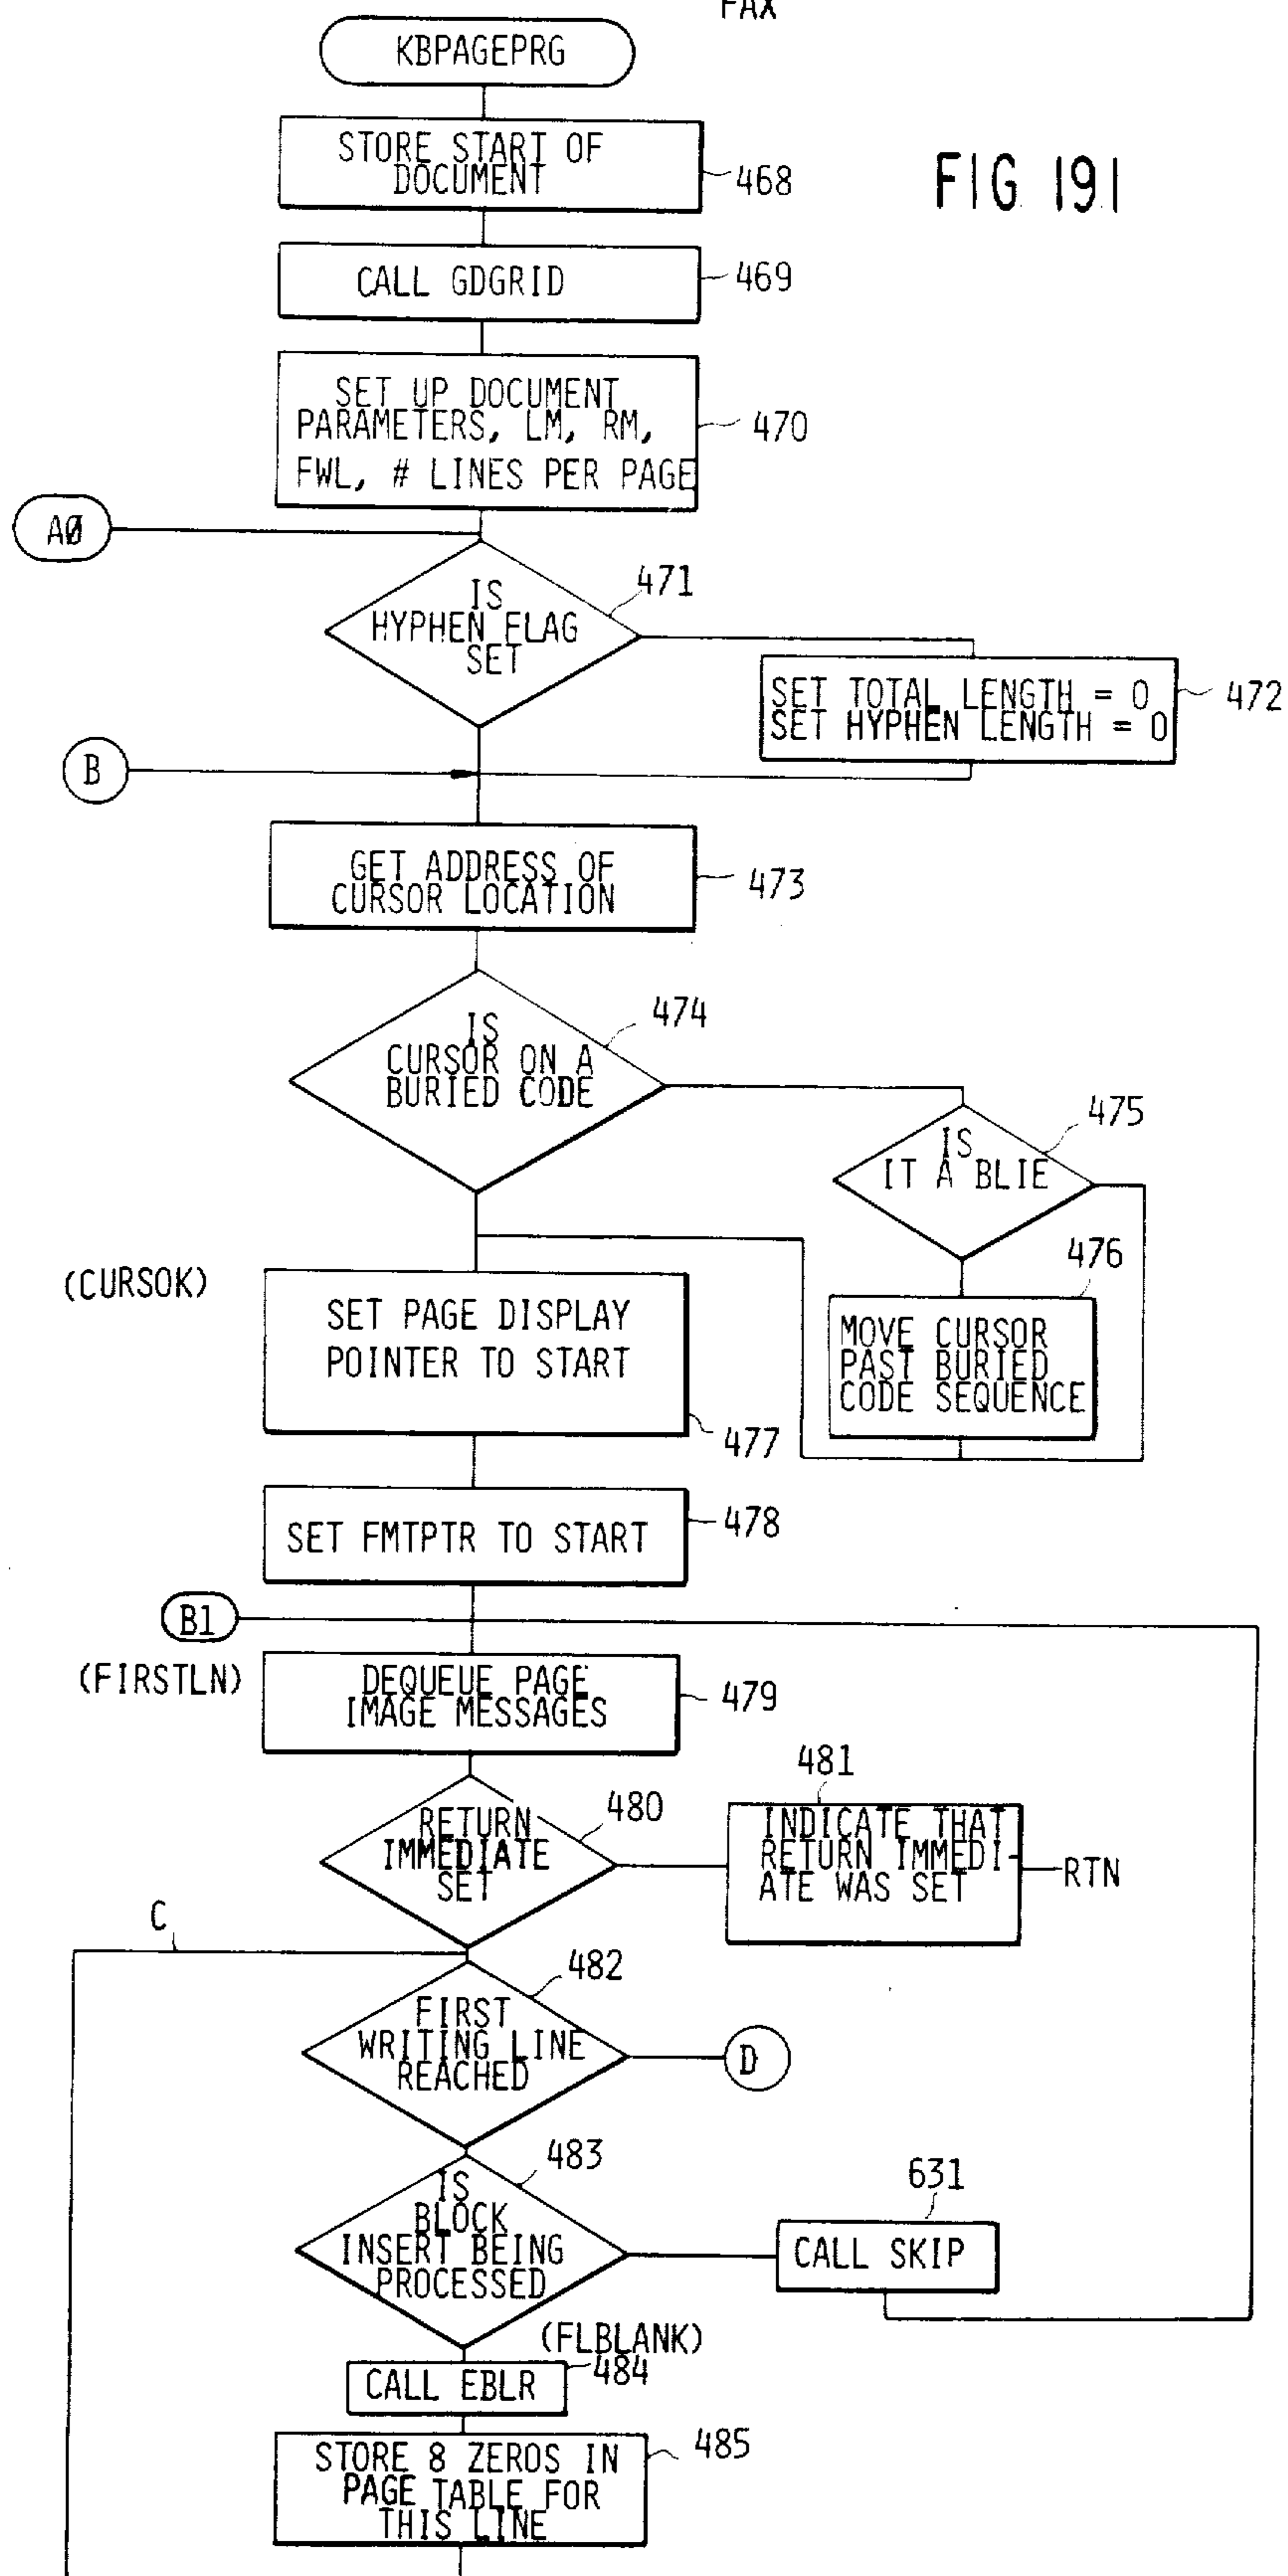 FAX
KBPAGEPRG
STORE START OF
DOCUMENT
468
FIG 191
CALL GDGRID
469
SET UP DOCUMENT
PARAMETERS, LM, RM,
FWL, # LINES PER PAGE
470
AØ
IS
HYPHEN FLAG
SET
471
SET TOTAL LENGTH = 0
SET HYPHEN LENGTH = 0
472
B
GET ADDRESS OF
CURSOR LOCATION
473
IS
CURSOR ON A
BURIED CODE
474
IS
IT A BLIE
475
MOVE CURSOR
PAST BURIED
CODE SEQUENCE
476
(CURSOK)
SET PAGE DISPLAY
POINTER TO START
477
SET FMTPTR TO START
478
B1
(FIRSTLN)
DEQUEUE PAGE
IMAGE MESSAGES
479
RETURN
IMMEDIATE
SET
480
481
INDICATE THAT
RETURN IMMEDI-
ATE WAS SET
RTN
C
FIRST
WRITING LINE
REACHED
482
D
IS
BLOCK
INSERT BEING
PROCESSED
483
631
CALL SKIP
(FLBLANK)
CALL EBLR
484
STORE 8 ZEROS IN
PAGE TABLE FOR
THIS LINE
485